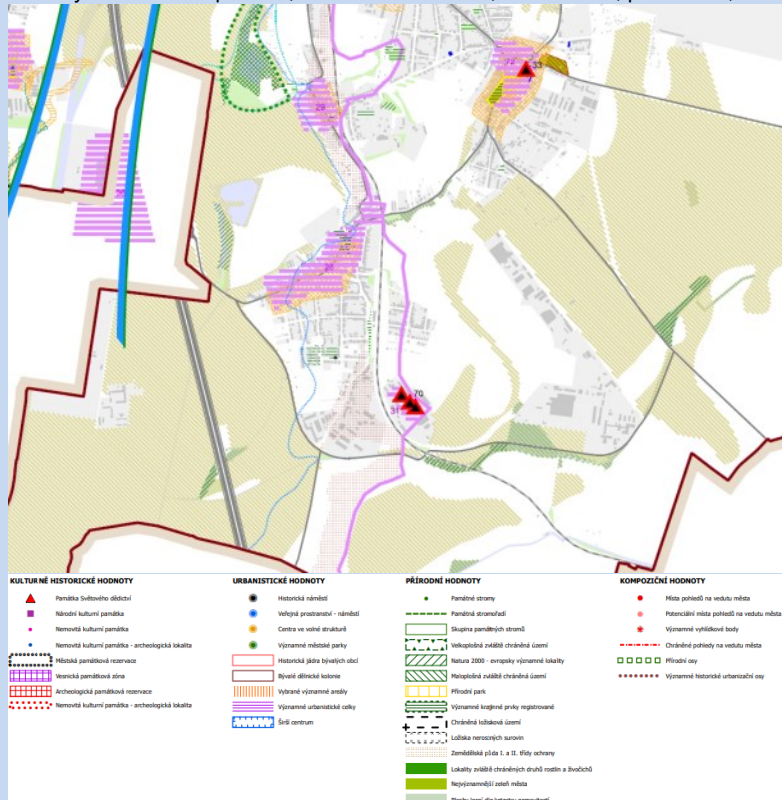 33
72
28
27
70
31
KULTURNĚ HISTORICKÉ HODNOTY
Památka Světového dědictví
Národní kulturní památka
Nemovitá kulturní památka
Nemovitá kulturní památka - archeologická lokalita
Městská památková rezervace
Vesnická památková zóna
Archeologická památková rezervace
Nemovitá kulturní památka - archeologická lokalita
URBANISTICKÉ HODNOTY
Historická náměstí
Veřejná prostranství - náměstí
Centra ve volné struktuře
Významné městské parky
Historická jádra bývalých obcí
Bývalé dělnické kolonie
Vybrané významné areály
Významné urbanistické celky
Širší centrum
PŘÍRODNÍ HODNOTY
Památné stromy
Památná stromořadí
Skupina památných stromů
Velkoplošná zvláště chráněná území
Natura 2000 - evropsky významné lokality
Maloplošná zvláště chráněná území
Přírodní park
Významné krajinné prvky registrované
Chráněná ložisková území
Ložiska nerostných surovin
Zemědělská půda I. a II. třídy ochrany
Lokality zvláště chráněných druhů rostlin a živočichů
Nejvýznamnější zeleň města
KOMPOZIČNÍ HODNOTY
Místa pohledů na vedutu města
Potenciální místa pohledů na vedutu města
Významné vyhlídkové body
Chráněné pohledy na vedutu města
Přírodní osy
Významné historické urbanizační osy